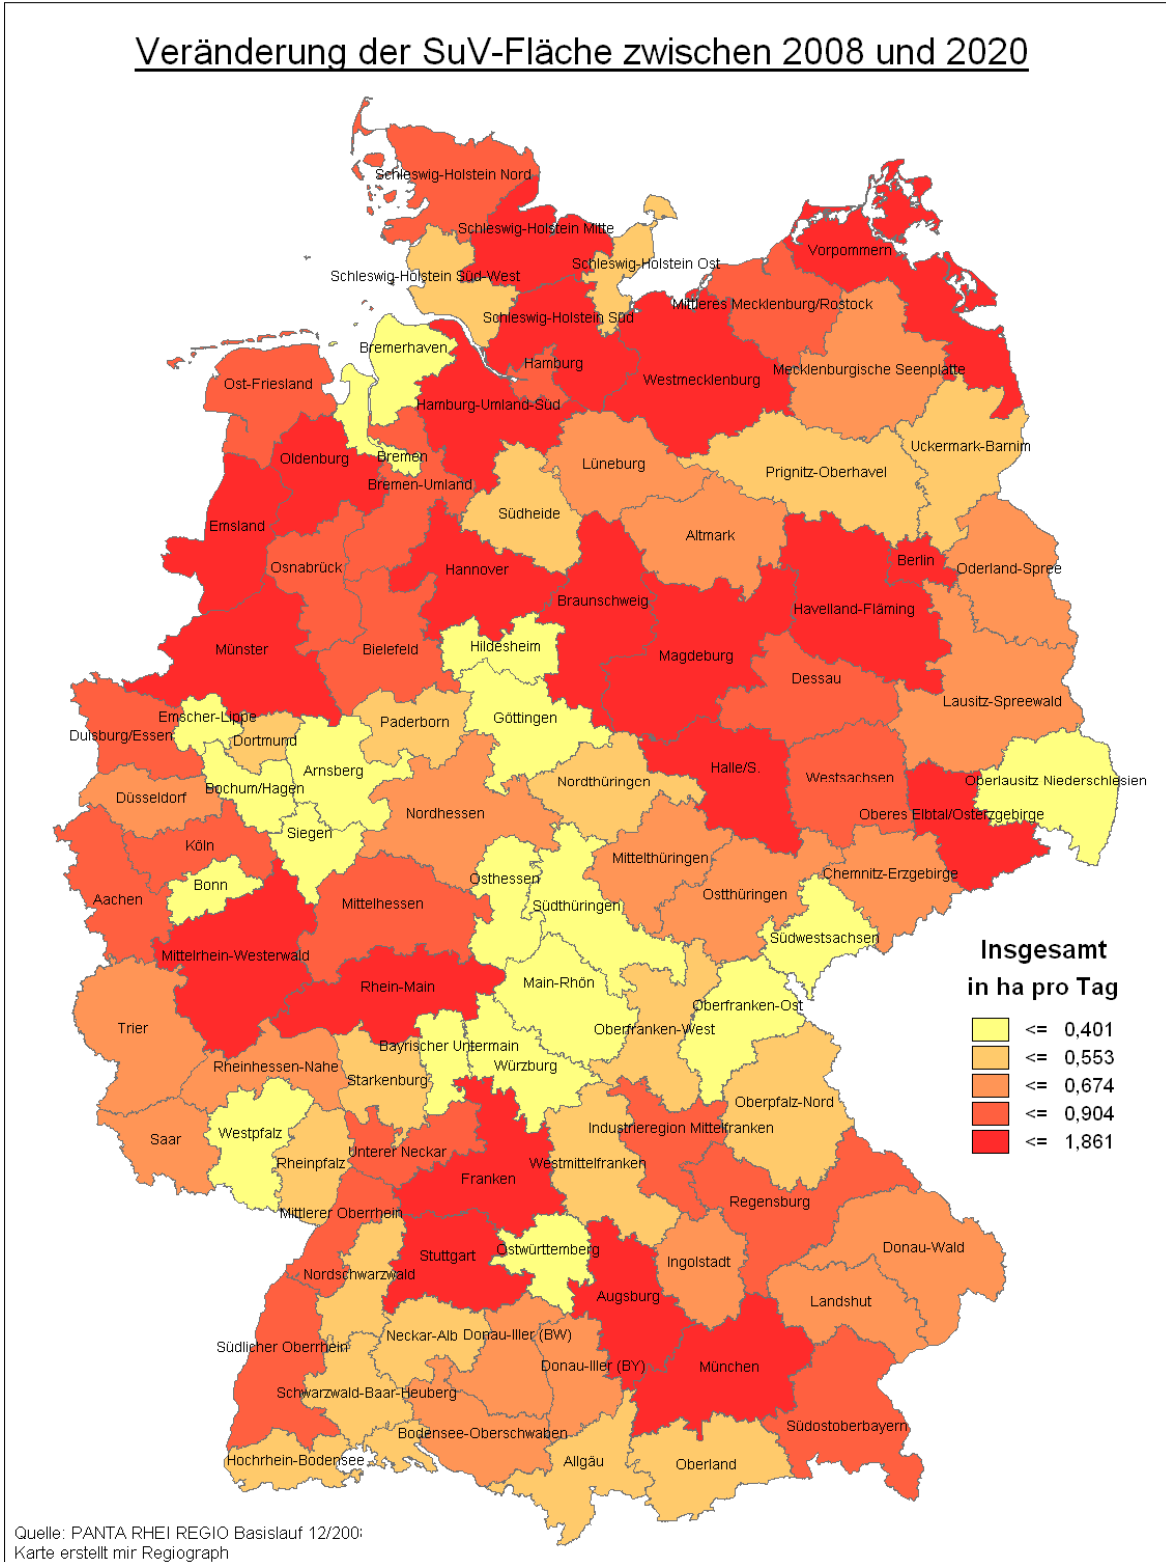 Veränderung der SuV-Fläche zwischen 2008 und 2020
Schleswig-Holstein Nord
Schleswig-Holstein Mitte
Vorpommern
Schleswig-Holstein Ost
Schleswig-Holstein Süd-West
Mittleres Mecklenburg/Rostock
Schleswig-Holstein Süd
Bremerhaven
Hamburg
Mecklenburgische Seenplatte
Westmecklenburg
Ost-Friesland
Hamburg-Umland-Süd
Uckermark-Barnim
Oldenburg
Bremen
Lüneburg
Prignitz-Oberhavel
Bremen-Umland
Südheide
Emsland
Altmark
Berlin
Osnabrück
Hannover
Oderland-Spree
Braunschweig
Havelland-Fläming
Münster
Bielefeld
Hildesheim
Magdeburg
Dessau
Lausitz-Spreewald
Emscher-Lippe
Paderborn
Göttingen
Duisburg/Essen
Dortmund
Arnsberg
Halle/S.
Nordthüringen
Westsachsen
Oberlausitz Niederschlesien
Bochum/Hagen
Düsseldorf
Nordhessen
Oberes Elbtal/Osterzgebirge
Siegen
Köln
Mittelthüringen
Chemnitz-Erzgebirge
Bonn
Osthessen
Ostthüringen
Aachen
Mittelhessen
Südthüringen
Südwestsachsen
Mittelrhein-Westerwald
Insgesamt
in ha pro Tag
Rhein-Main
Main-Rhön
Oberfranken-Ost
Trier
Oberfranken-West
<= 0,401
Bayrischer Untermain
<= 0,553
Rheinhessen-Nahe
Würzburg
Starkenburg
<= 0,674
Oberpfalz-Nord
<= 0,904
Westpfalz
Industrieregion Mittelfranken
Saar
<= 1,861
Unterer Neckar
Rheinpfalz
Westmittelfranken
Franken
Regensburg
Mittlerer Oberrhein
Ostwürttemberg
Donau-Wald
Stuttgart
Ingolstadt
Nordschwarzwald
Augsburg
Landshut
Neckar-Alb
Donau-Iller (BW)
Südlicher Oberrhein
Donau-Iller (BY)
München
Schwarzwald-Baar-Heuberg
Südostoberbayern
Bodensee-Oberschwaben
Hochrhein-Bodensee
Allgäu
Oberland
Quelle: PANTA RHEI REGIO Basislauf 12/200
Karte erstellt mir Regiograph